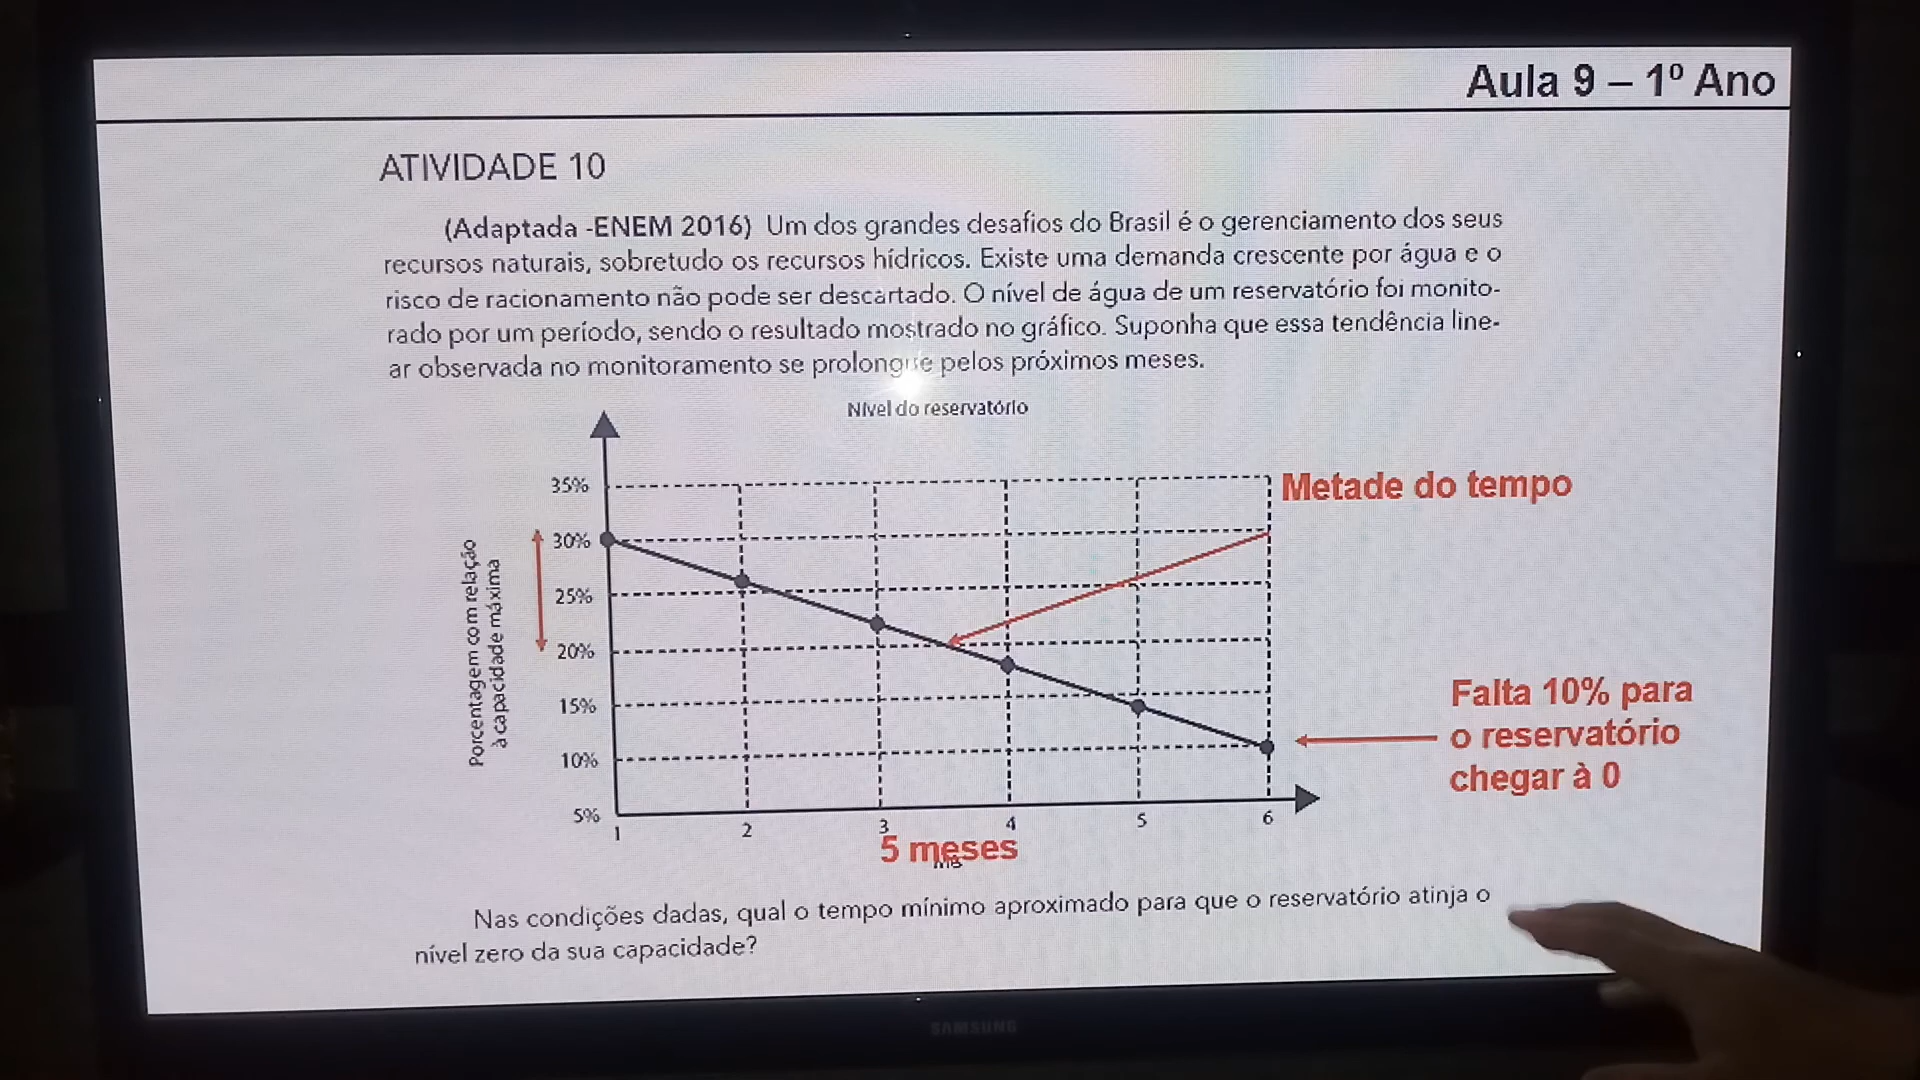 Aula 9 – 1º Ano
ATIVIDADE 10
(Adaptada -ENEM 2016) Um dos grandes desafios do Brasil é o gerenciamento dos seus
recursos naturais, sobretudo os recursos hídricos. Existe uma demanda crescente por água e o
risco de racionamento não pode ser descartado. O nível de água de um reservatório foi monito-
rado por um período, sendo o resultado mostrado no gráfico. Suponha que essa tendência line-
ar observada no monitoramento se prolongue pelos próximos meses.
Nível do reservatório
35%
Metade do tempo
30%
25%
20%
15%
10%
5%
Porcentagem com relação
à capacidade máxima
Falta 10% para
o reservatório
chegar à 0
1 2 3 4 5 6
5 meses
Nas condições dadas, qual o tempo mínimo aproximado para que o reservatório atinja o
nível zero da sua capacidade?
SAMSUNG